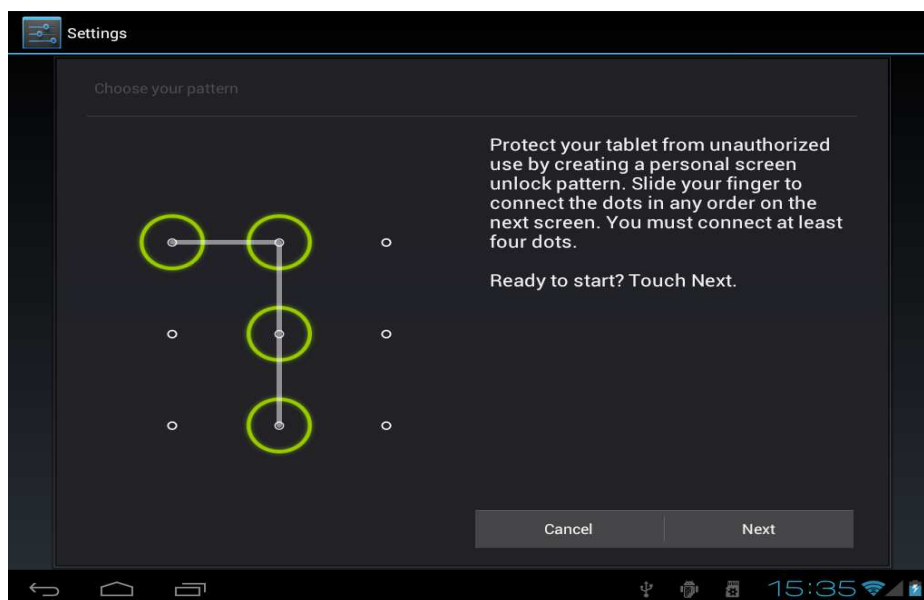 Settings
Choose your pattern
Protect your tablet from unauthorized
use by creating a personal screen
unlock pattern. Slide your finger to
connect the dots in any order on the
next screen. You must connect at least
four dots.
Ready to start? Touch Next.
Cancel
Next
15:35